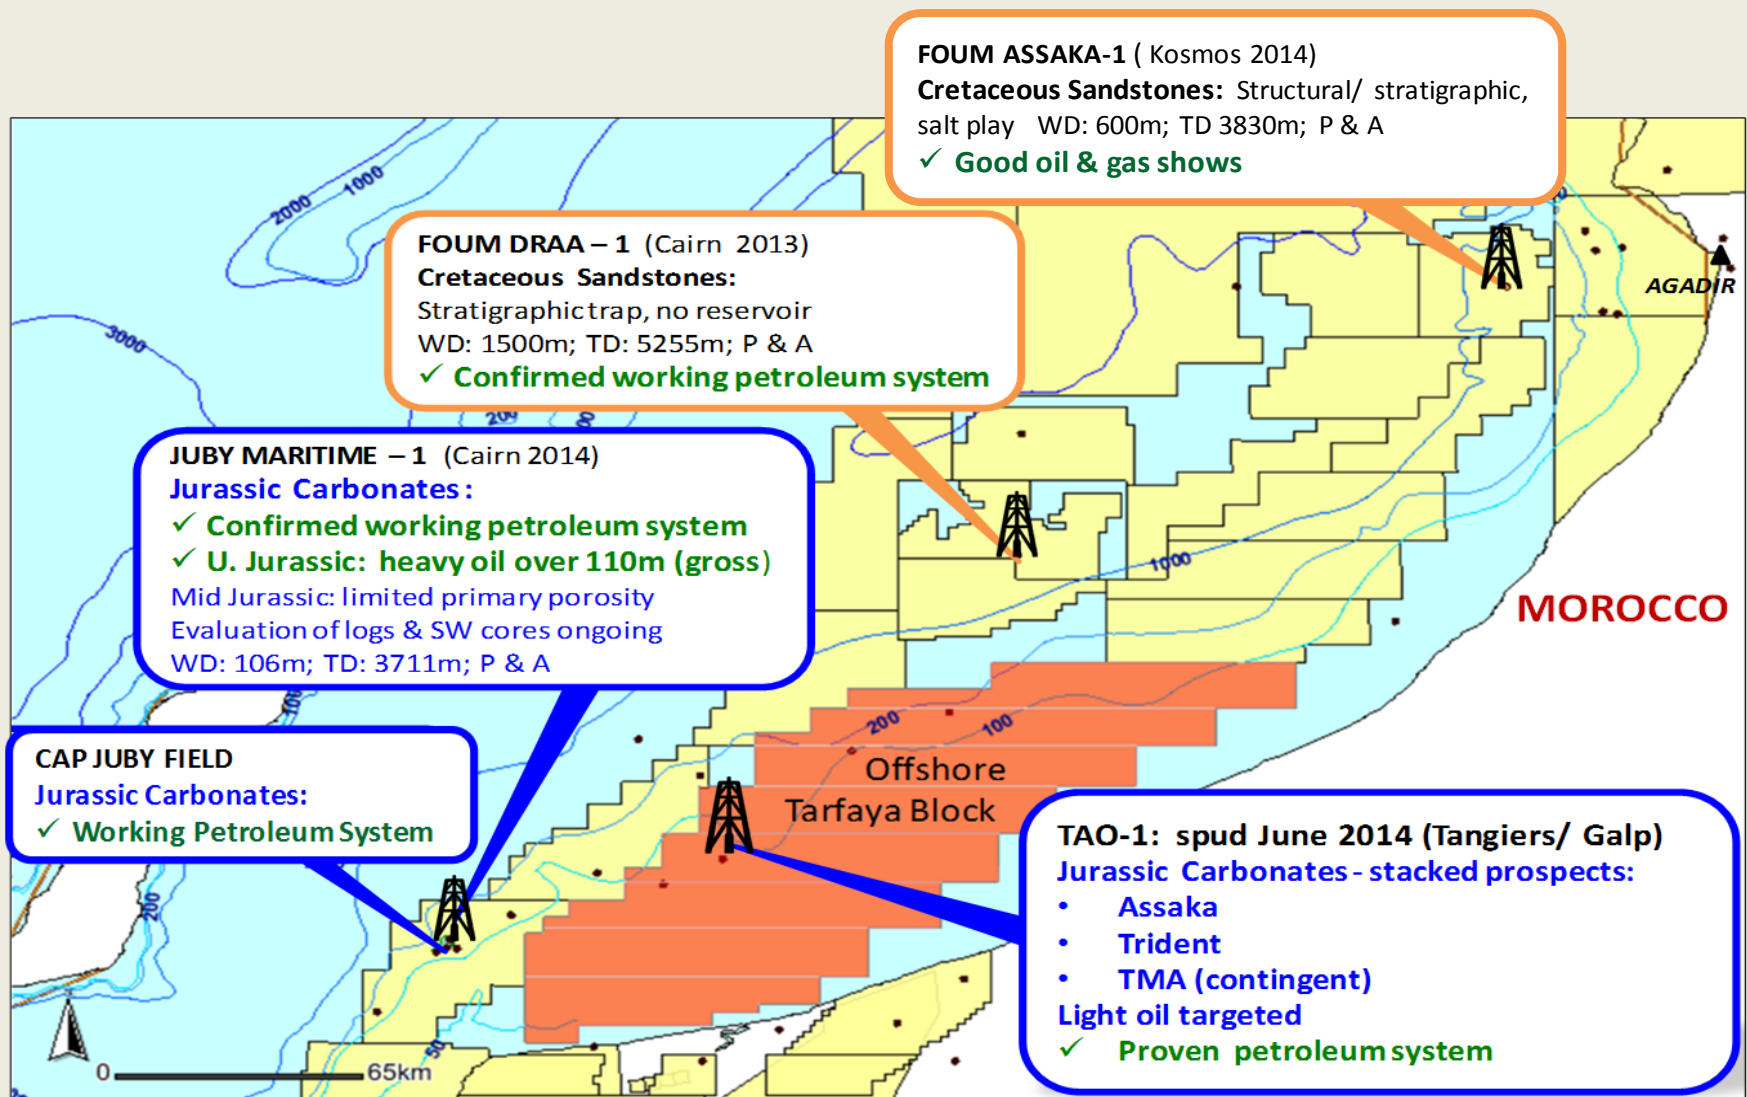 FOUM ASSAKA-1 ( Kosmos 2014)
Cretaceous Sandstones: Structural/ stratigraphic,
salt play WD: 600m; TD 3830m; P & A
✓ Good oil & gas shows
FOUM DRAA – 1 (Cairn 2013)
Cretaceous Sandstones:
Stratigraphic trap, no reservoir
WD: 1500m; TD: 5255m; P & A
✓ Confirmed working petroleum system
JUBY MARITIME – 1 (Cairn 2014)
Jurassic Carbonates:
✓ Confirmed working petroleum system
✓ U. Jurassic: heavy oil over 110m (gross)
Mid Jurassic: limited primary porosity
Evaluation of logs & SW cores ongoing
WD: 106m; TD: 3711m; P & A
CAP JUBY FIELD
Jurassic Carbonates:
✓ Working Petroleum System
TAO-1: spud June 2014 (Tangiers/ Galp)
Jurassic Carbonates - stacked prospects:
• Assaka
• Trident
• TMA (contingent)
Light oil targeted
✓ Proven petroleum system
Offshore
Tarfaya Block
MOROCCO
AGADIR
2000
1000
3000
1000
200
100
200
50
0 65km